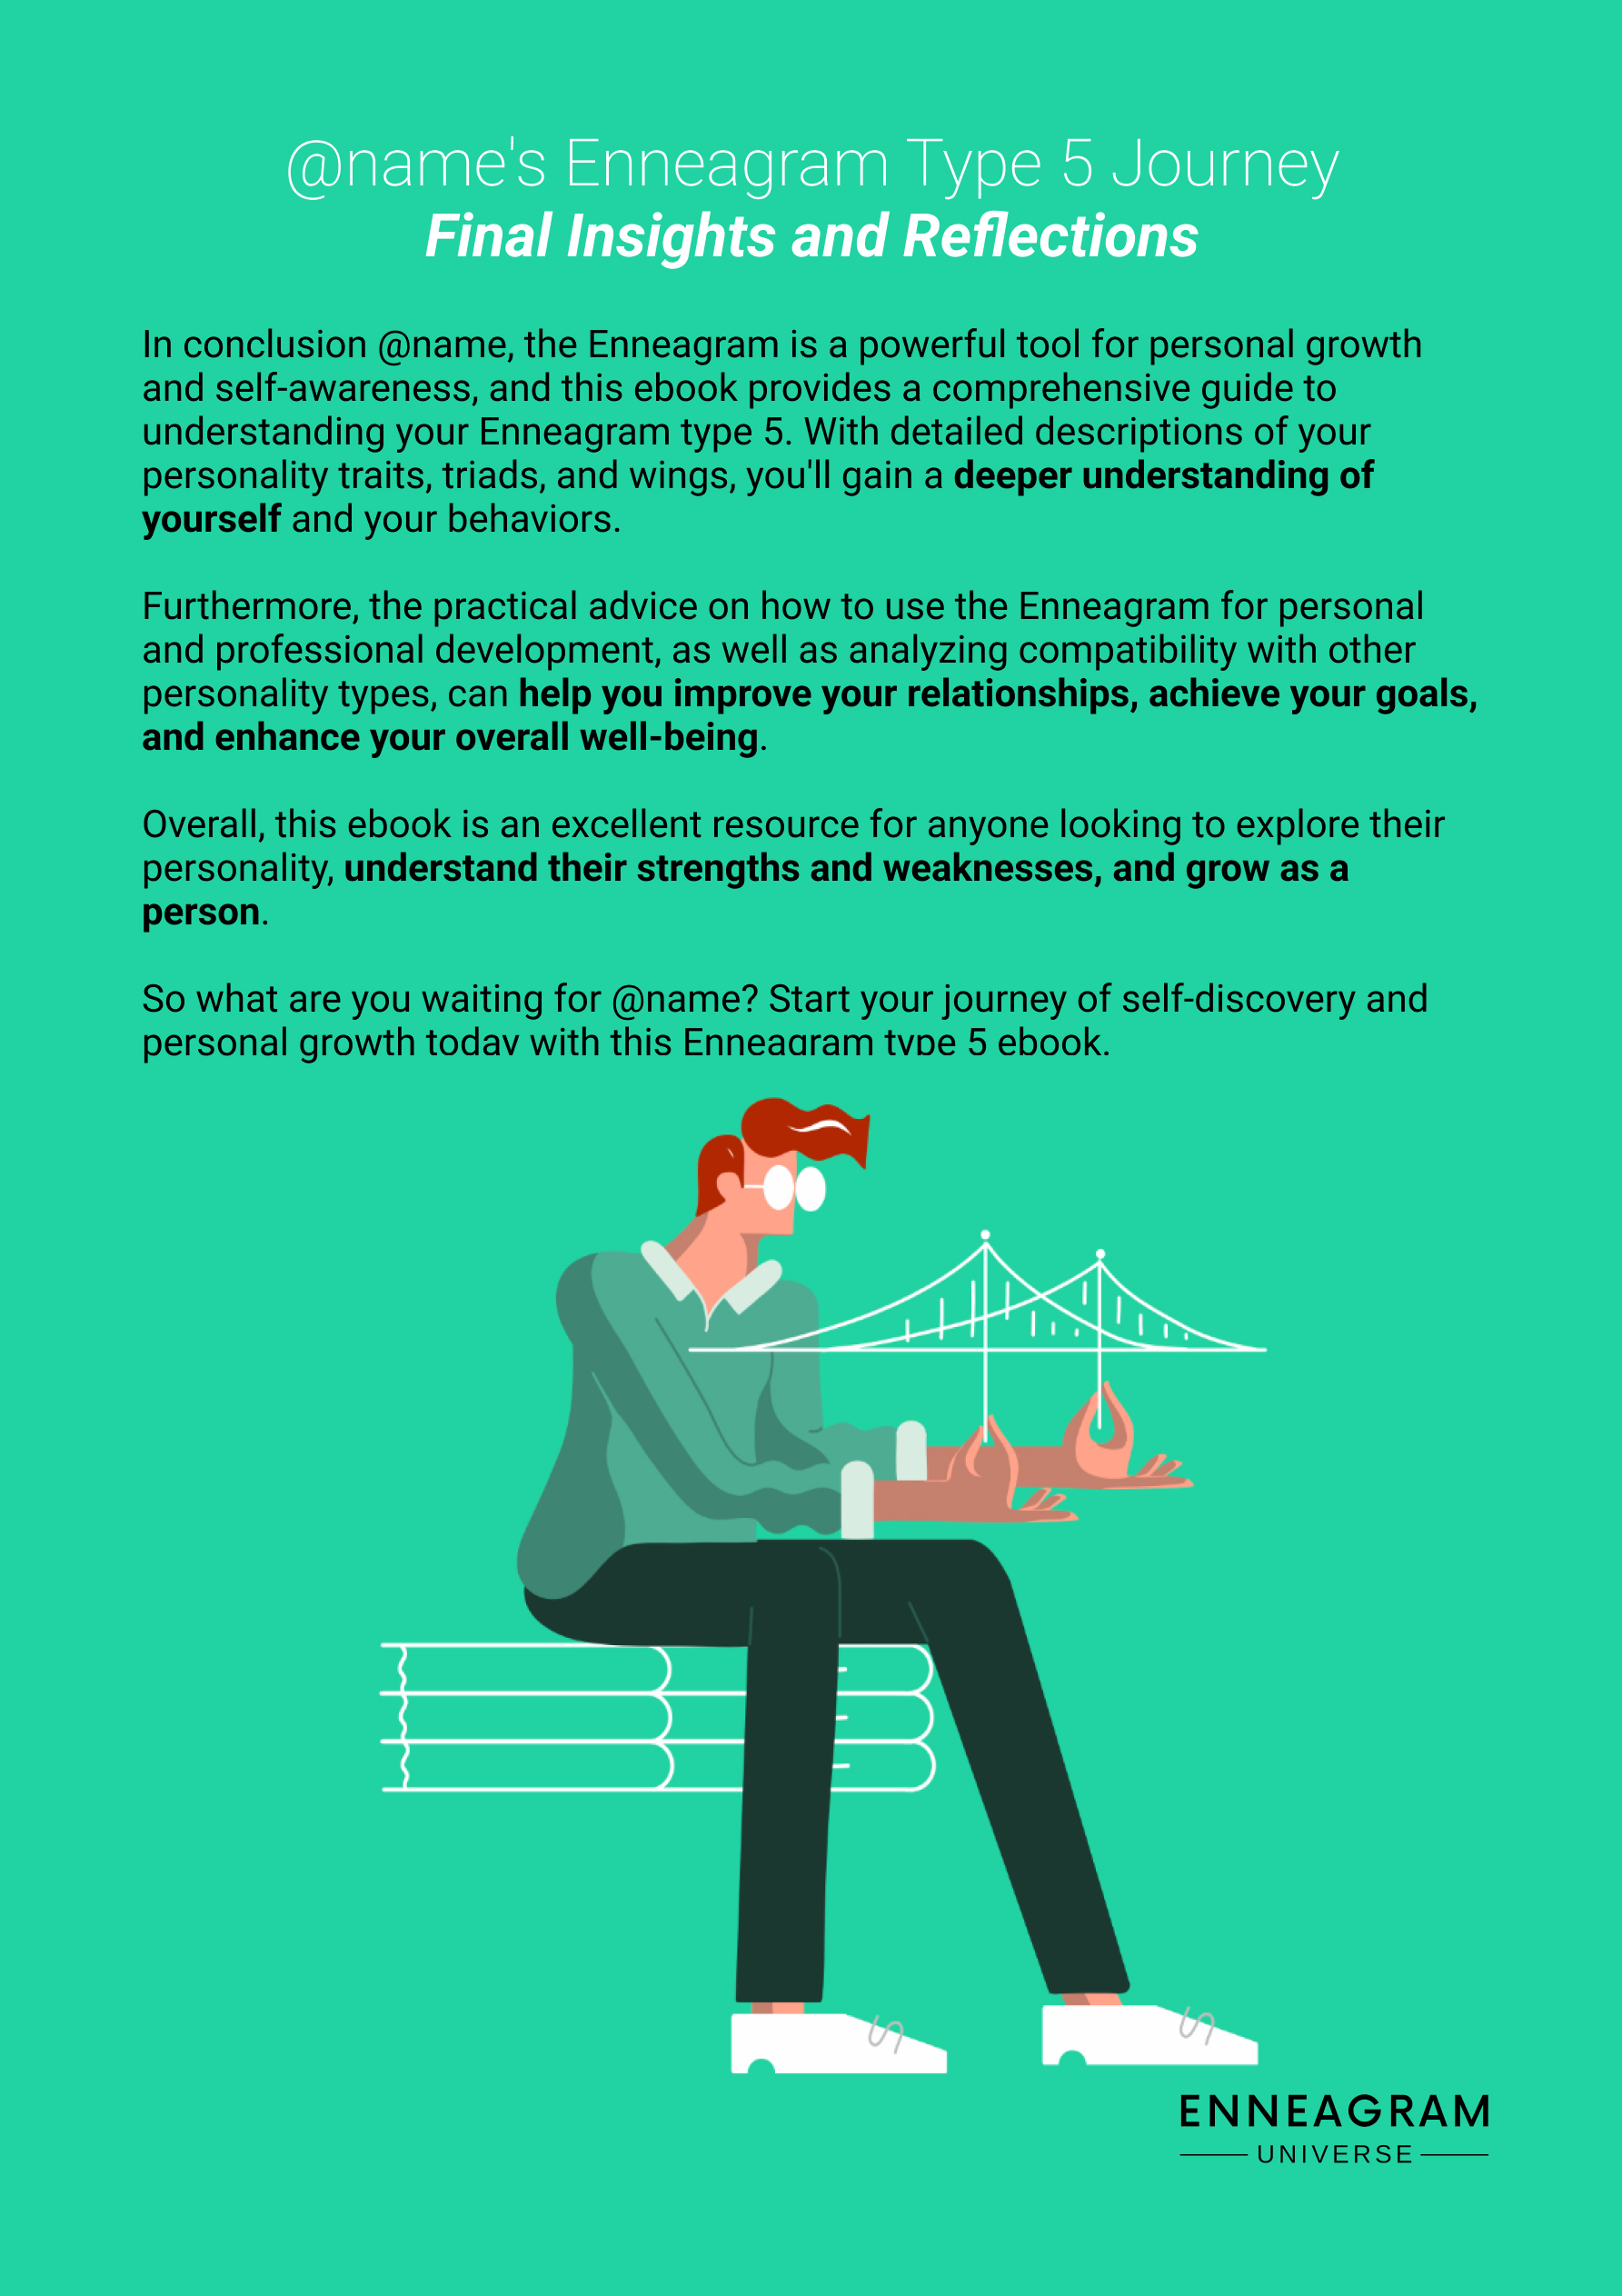 @name's Enneagram Type 5 Journey
Final Insights and Reflections
In conclusion @name, the Enneagram is a powerful tool for personal growth
and self-awareness, and this ebook provides a comprehensive guide to
understanding your Enneagram type 5. With detailed descriptions of your
personality traits, triads, and wings, you'll gain a deeper understanding of
yourself and your behaviors.
Furthermore, the practical advice on how to use the Enneagram for personal
and professional development, as well as analyzing compatibility with other
personality types, can help you improve your relationships, achieve your goals,
and enhance your overall well-being.
Overall, this ebook is an excellent resource for anyone looking to explore their
personality, understand their strengths and weaknesses, and grow as a
person.
So what are you waiting for @name? Start your journey of self-discovery and
personal growth today with this Enneagram type 5 ebook.
ENNEAGRAM
UNIVERSE